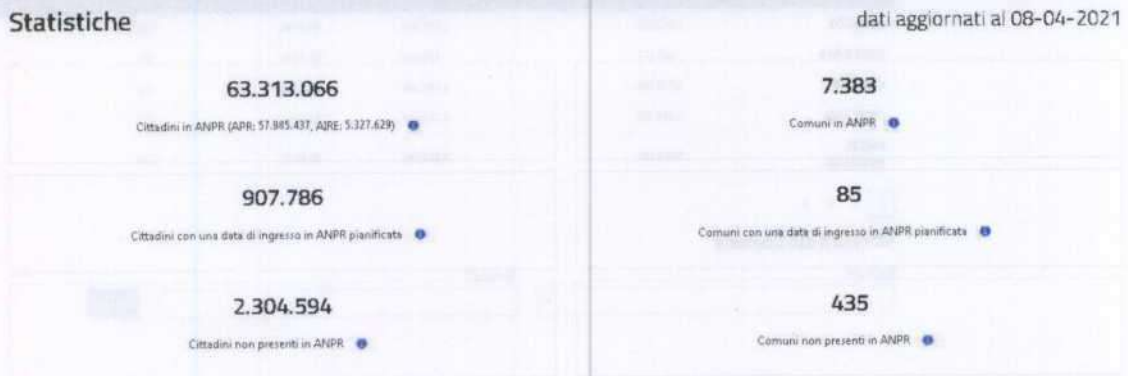 Statistiche
dati aggiornati al 08-04-2021
63.313.066
Cittadini in ANPR (APR: 57.985.437, AIRE: 5.327.629)
7.383
Comuni in ANPR
907.786
Cittadini con una data di ingresso in ANPR pianificata
85
Comuni con una data di ingresso in ANPR pianificata
2.304.594
Cittadini non presenti in ANPR
435
Comuni non presenti in ANPR